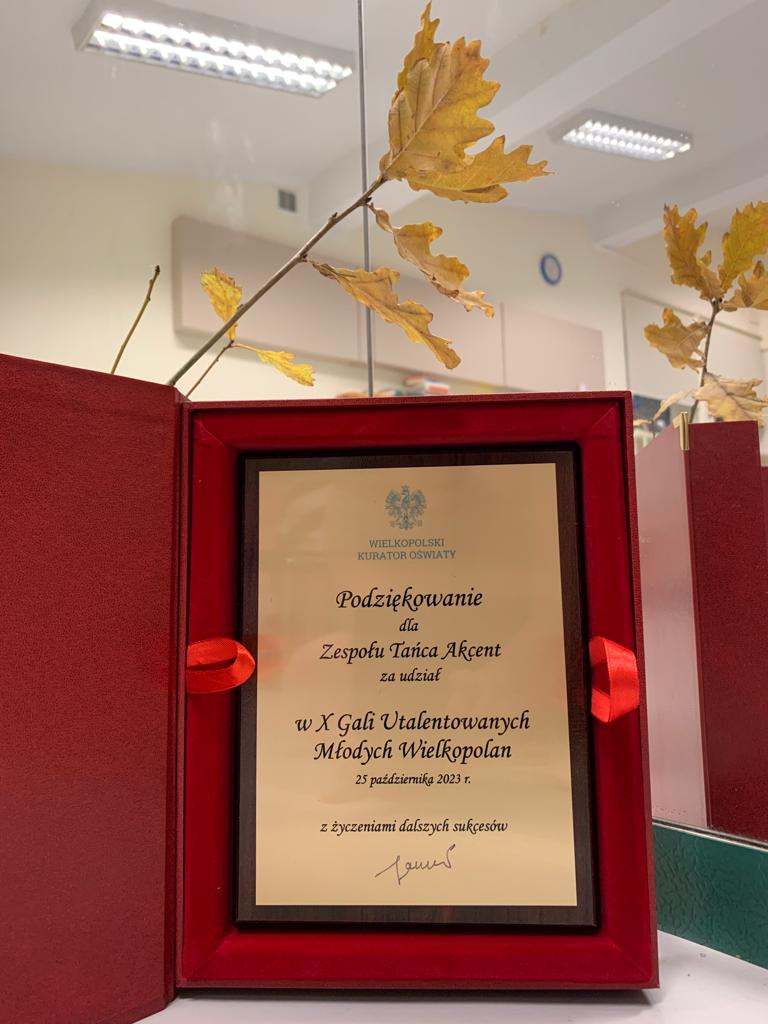 WIELKOPOLSKI
KURATOR OŚWIATY
Podziękowanie
dla
Zespołu Tańca Akcent
za udział
w X Gali Utalentowanych
Młodych Wielkopolan
25 października 2023 r.
z życzeniami dalszych sukcesów